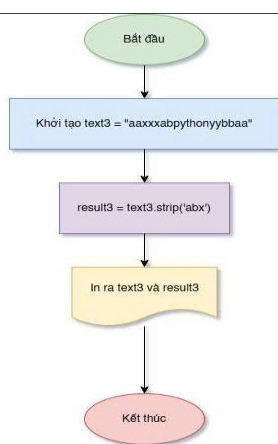 Bắt đầu
Khởi tạo text3 = "aaxxxabpythonyybbaa"
result3 = text3.strip('abx')
In ra text3 và result3
Kết thúc